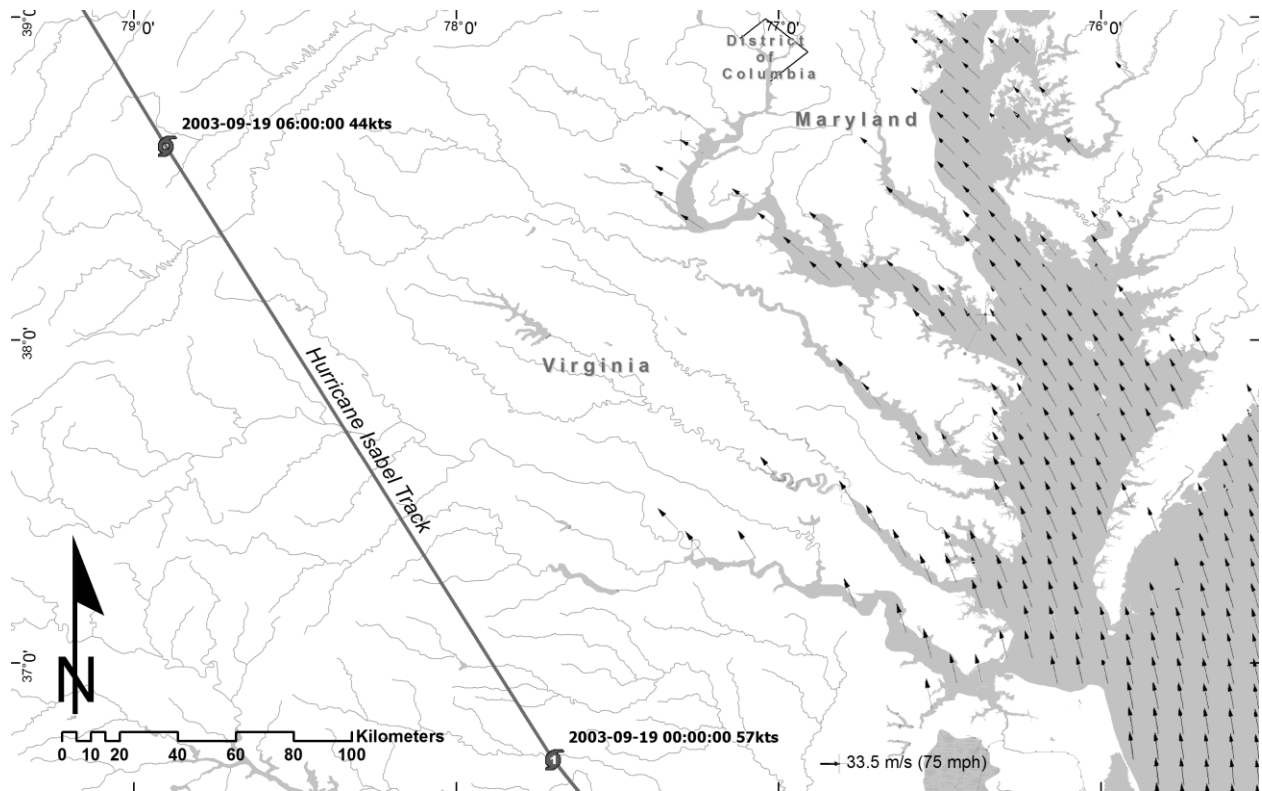 39°0'
79°0'
78°0'
77°0'
76°0'
District
of
Columbia
2003-09-19 06:00:00 44kts
Maryland
38°0'
Virginia
Hurricane Isabel Track
37°0'
N
2003-09-19 00:00:00 57kts
1
Kilometers
0 10 20 40 60 80 100
33.5 m/s (75 mph)